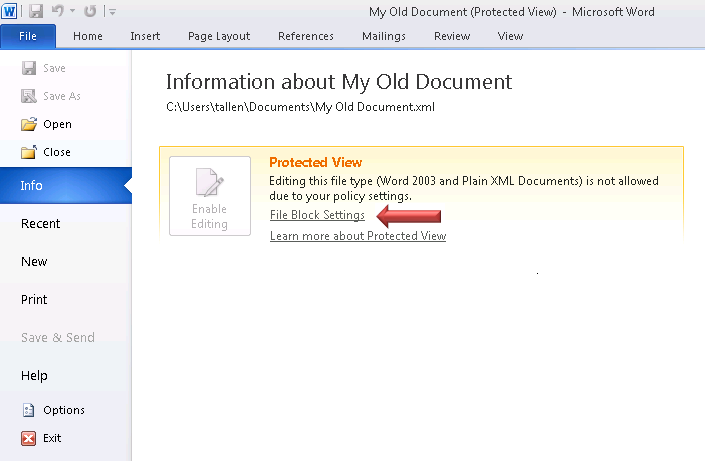 My Old Document (Protected View) - Microsoft Word
File Home Insert Page Layout References Mailings Review View
Save
Save As
Open
Close
Info
Recent
New
Print
Save & Send
Help
Options
Exit
Information about My Old Document
C:\Users\tallen\Documents\My Old Document.xml
Enable
Editing
Protected View
Editing this file type (Word 2003 and Plain XML Documents) is not allowed
due to your policy settings.
File Block Settings
Learn more about Protected View